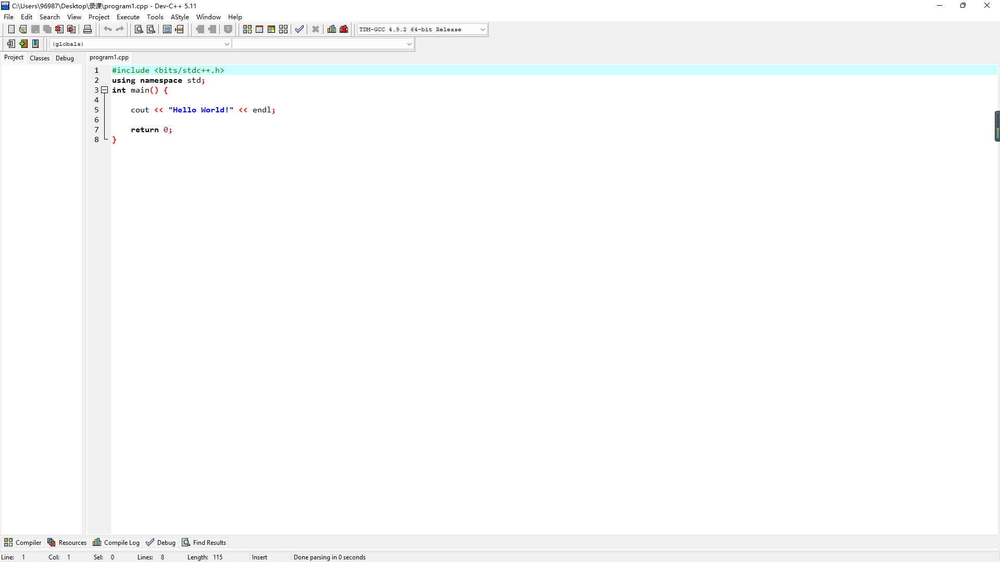 C:\Users\96987\Desktop\录课\program1.cpp - Dev-C++ 5.11
File Edit Search View Project Execute Tools AStyle Window Help
TDM-GCC 4.9.2 64-bit Release
(globals)
Project Classes Debug program1.cpp
1 #include <bits/stdc++.h>
2 using namespace std;
3 int main() {
4
5 cout << "Hello World!" << endl;
6
7 return 0;
8 }
Compiler Resources Compile Log Debug Find Results
Line: 1 Col: 1 Sel: 0 Lines: 8 Length: 115 Insert Done parsing in 0 seconds